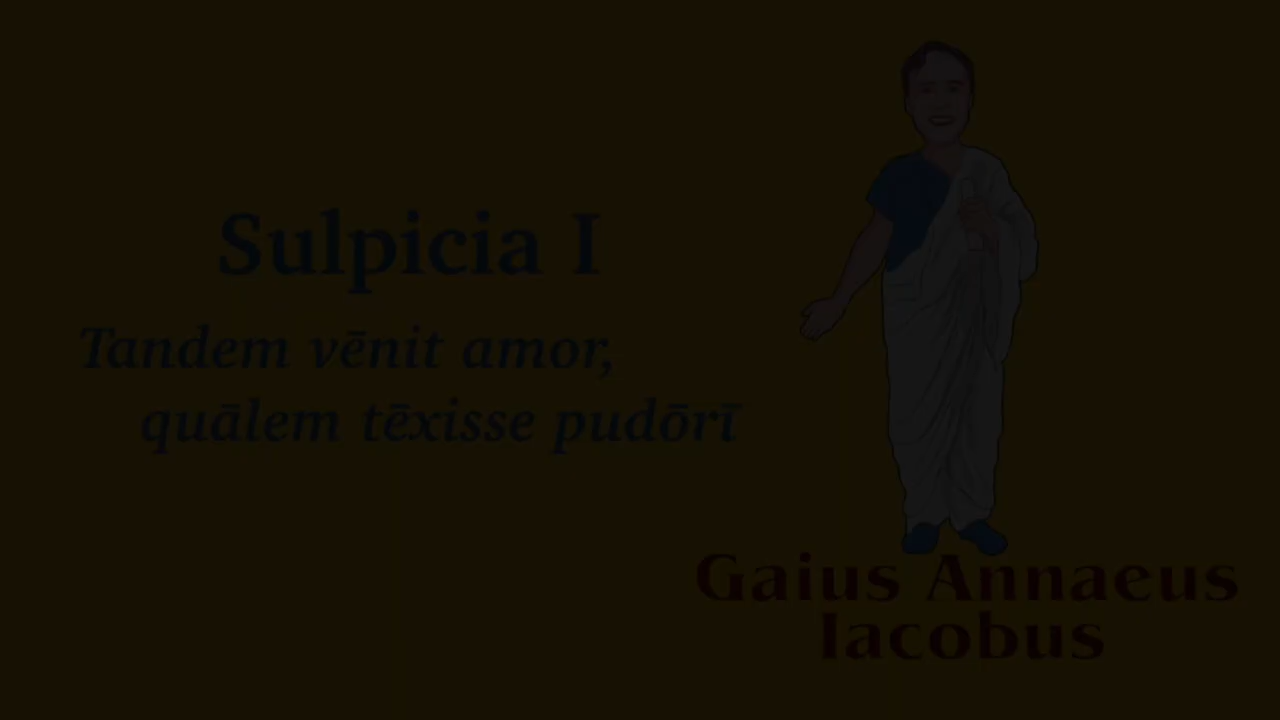 Sulpicia I
Tandem vēnit amor,
quālem tēxisse pudōrī
Gaius Annaeus
Iacobus